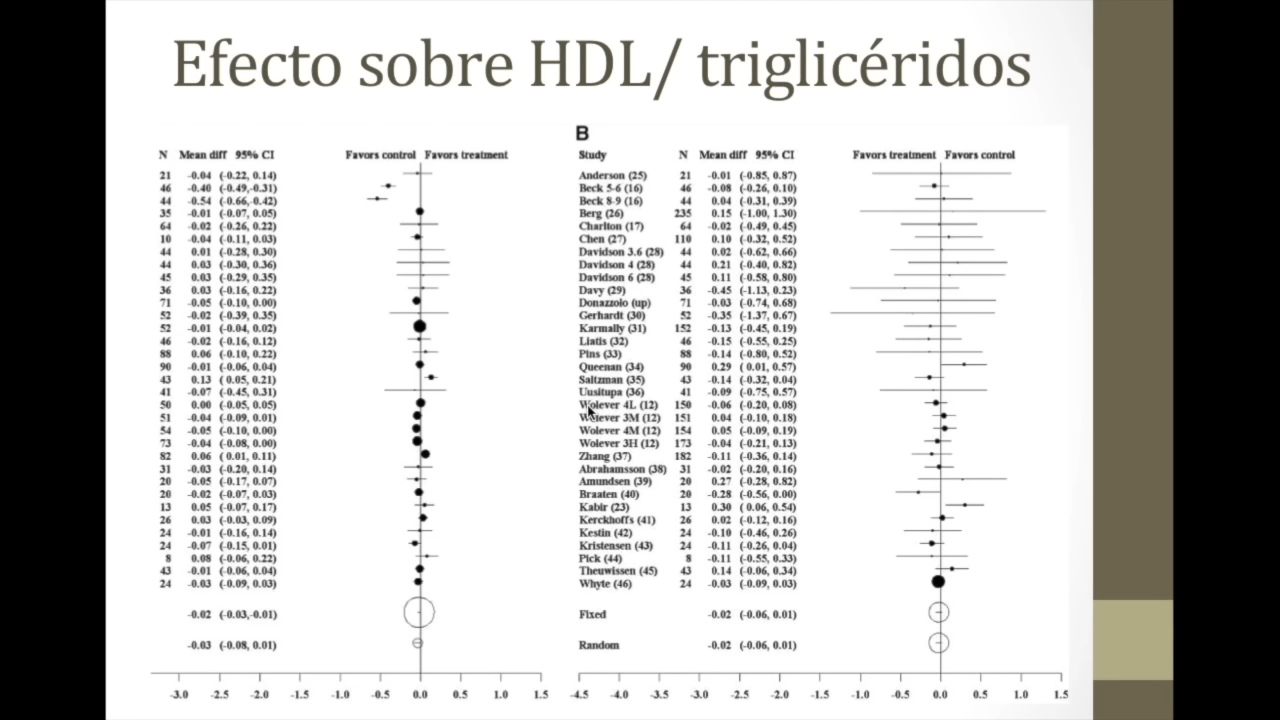 Efecto sobre HDL/ triglicéridos
N Mean diff 95% CI Favors control Favors treatment
21 -0.04 (-0.22, 0.14)
46 -0.40 (-0.49,-0.31)
44 -0.54 (-0.66,-0.42)
35 -0.01 (-0.07, 0.05)
64 -0.02 (-0.26, 0.22)
10 -0.04 (-0.11, 0.03)
44 0.01 (-0.28, 0.30)
44 0.03 (-0.30, 0.36)
45 0.03 (-0.29, 0.35)
36 0.03 (-0.16, 0.22)
71 -0.05 (-0.10, 0.00)
52 -0.02 (-0.39, 0.35)
52 -0.01 (-0.04, 0.02)
46 -0.02 (-0.16, 0.12)
88 0.06 (-0.10, 0.22)
90 -0.01 (-0.06, 0.04)
43 0.13 (0.05, 0.21)
41 -0.07 (-0.45, 0.31)
50 0.00 (-0.05, 0.05)
51 -0.04 (-0.09, 0.01)
54 -0.05 (-0.10, 0.00)
73 -0.04 (-0.08, 0.00)
82 0.06 (0.01, 0.11)
31 -0.03 (-0.20, 0.14)
20 -0.05 (-0.17, 0.07)
20 -0.02 (-0.07, 0.03)
13 0.05 (-0.07, 0.17)
26 0.03 (-0.03, 0.09)
24 -0.01 (-0.16, 0.14)
24 -0.07 (-0.15, 0.01)
8 0.08 (-0.06, 0.22)
43 -0.01 (-0.06, 0.04)
24 -0.03 (-0.09, 0.03)
-0.02 (-0.03,-0.01)
-0.03 (-0.08, 0.01)
-3.0 -2.5 -2.0 -1.5 -1.0 -0.5 0.0 0.5 1.0 1.5
B
Study N Mean diff 95% CI Favors treatment Favors control
Anderson (25) 21 -0.01 (-0.85, 0.87)
Beck 5-6 (16) 46 -0.08 (-0.26, 0.10)
Beck 8-9 (16) 44 0.04 (-0.31, 0.39)
Berg (26) 235 0.15 (-1.00, 1.30)
Charlton (17) 64 -0.02 (-0.49, 0.45)
Chen (27) 110 0.10 (-0.32, 0.52)
Davidson 3.6 (28) 44 0.02 (-0.62, 0.66)
Davidson 4 (28) 44 0.21 (-0.40, 0.82)
Davidson 6 (28) 45 0.11 (-0.58, 0.80)
Davy (29) 36 -0.45 (-1.13, 0.23)
Donazzolo (up) 71 -0.03 (-0.74, 0.68)
Gerhardt (30) 52 -0.35 (-1.37, 0.67)
Karmally (31) 152 -0.13 (-0.45, 0.19)
Liatis (32) 46 -0.15 (-0.55, 0.25)
Pins (33) 88 -0.14 (-0.80, 0.52)
Queenan (34) 90 0.29 (0.01, 0.57)
Saltzman (35) 43 -0.14 (-0.32, 0.04)
Uusitupa (36) 41 -0.09 (-0.75, 0.57)
Wolever 4L (12) 150 -0.06 (-0.20, 0.08)
Wolever 3M (12) 151 0.04 (-0.10, 0.18)
Wolever 4M (12) 154 0.05 (-0.09, 0.19)
Wolever 3H (12) 173 -0.04 (-0.21, 0.13)
Zhang (37) 182 -0.11 (-0.36, 0.14)
Abrahamsson (38) 31 -0.02 (-0.20, 0.16)
Amundsen (39) 20 0.27 (-0.28, 0.82)
Braaten (40) 20 -0.28 (-0.56, 0.00)
Kabir (23) 13 0.30 (0.06, 0.54)
Kerckhoffs (41) 26 0.02 (-0.12, 0.16)
Kestin (42) 24 -0.10 (-0.46, 0.26)
Kristensen (43) 24 -0.11 (-0.26, 0.04)
Pick (44) 8 -0.11 (-0.55, 0.33)
Theuwissen (45) 43 0.14 (-0.06, 0.34)
Whyte (46) 24 -0.03 (-0.09, 0.03)
Fixed -0.02 (-0.06, 0.01)
Random -0.02 (-0.06, 0.01)
-4.5 -4.0 -3.5 -3.0 -2.5 -2.0 -1.5 -1.0 -0.5 0.0 0.5 1.0 1.5